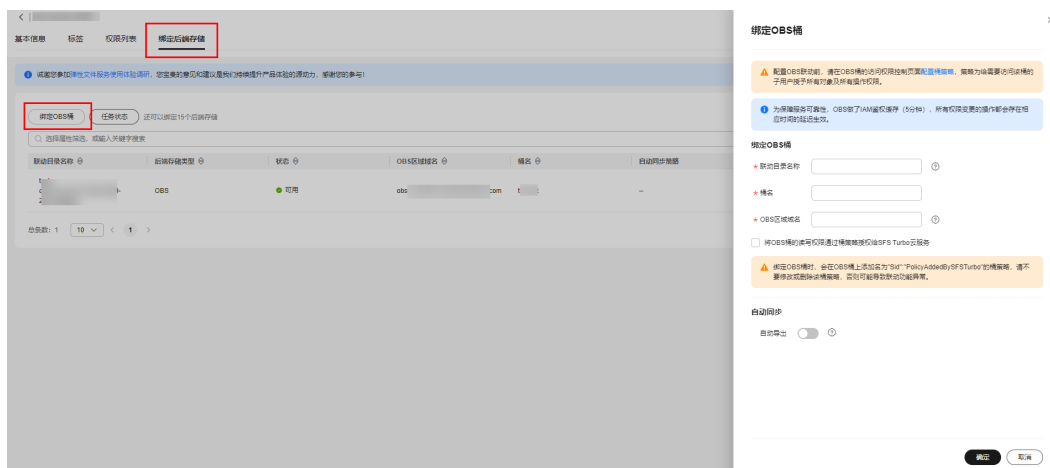 基本信息 标签 权限列表 绑定后端存储
诚邀您参加弹性文件服务使用体验调研，您宝贵的意见和建议是我们持续提升产品体验的源动力，感谢您的参与！
绑定OBS桶 任务状态 还可以绑定15个后端存储
选择属性筛选，或输入关键字搜索
联动目录名称 后端存储类型 状态 OBS区域域名 桶名 自动同步策略
OBS 可用 obs com t --
总条数：1 10 1
绑定OBS桶
配置OBS联动前，请在OBS桶的访问权限控制页面配置桶策略，策略为给需要访问该桶的
子用户授予所有对象及所有操作权限。
为保障服务可靠性，OBS做了IAM鉴权缓存（5分钟），所有权限变更的操作都会存在相
应时间的延迟生效。
绑定OBS桶
* 联动目录名称
* 桶名
* OBS区域域名
将OBS桶的读写权限通过桶策略授权给SFS Turbo云服务
绑定OBS桶时，会在OBS桶上添加名为"Sid":"PolicyAddedBySFSTurbo"的桶策略，请不
要修改或删除该桶策略，否则可能导致联动功能异常。
自动同步
自动导出
确定 取消